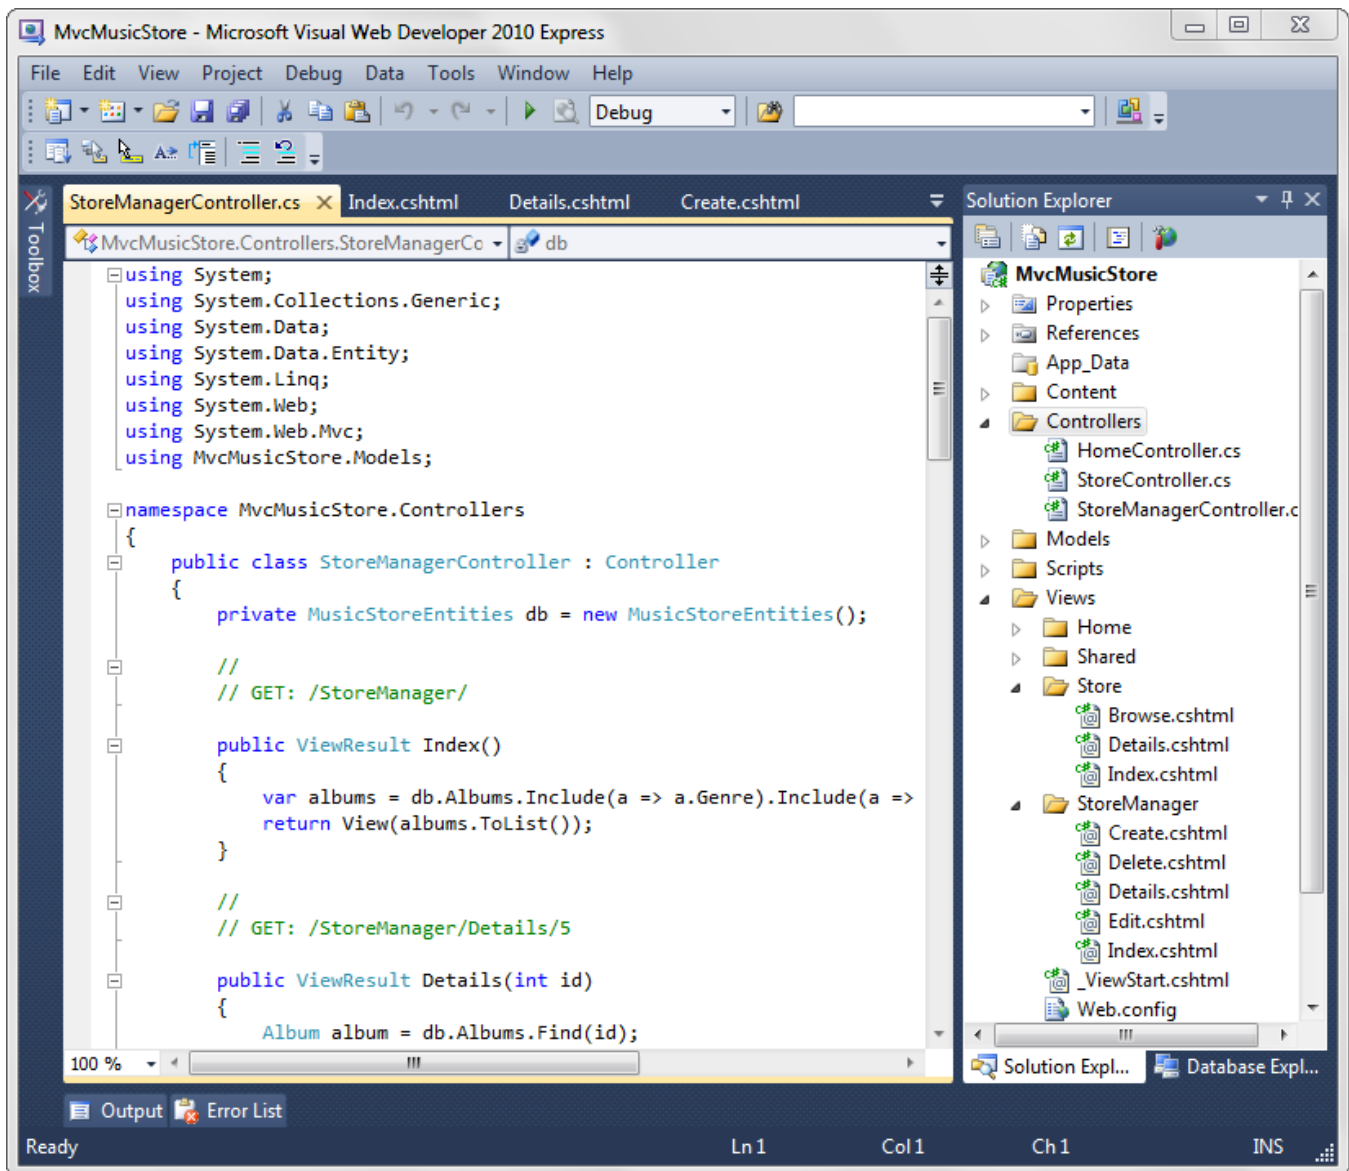 MvcMusicStore - Microsoft Visual Web Developer 2010 Express
File Edit View Project Debug Data Tools Window Help
Debug
Toolbox
StoreManagerController.cs Index.cshtml Details.cshtml Create.cshtml
MvcMusicStore.Controllers.StoreManagerCo db
using System;
using System.Collections.Generic;
using System.Data;
using System.Data.Entity;
using System.Linq;
using System.Web;
using System.Web.Mvc;
using MvcMusicStore.Models;
namespace MvcMusicStore.Controllers
{
public class StoreManagerController : Controller
{
private MusicStoreEntities db = new MusicStoreEntities();
//
// GET: /StoreManager/
public ViewResult Index()
{
var albums = db.Albums.Include(a => a.Genre).Include(a =>
return View(albums.ToList());
}
//
// GET: /StoreManager/Details/5
public ViewResult Details(int id)
{
Album album = db.Albums.Find(id);
100 %
Solution Explorer
MvcMusicStore
Properties
References
App_Data
Content
Controllers
HomeController.cs
StoreController.cs
StoreManagerController.c
Models
Scripts
Views
Home
Shared
Store
Browse.cshtml
Details.cshtml
Index.cshtml
StoreManager
Create.cshtml
Delete.cshtml
Details.cshtml
Edit.cshtml
Index.cshtml
_ViewStart.cshtml
Web.config
Solution Expl... Database Expl...
Output Error List
Ready Ln 1 Col 1 Ch 1 INS